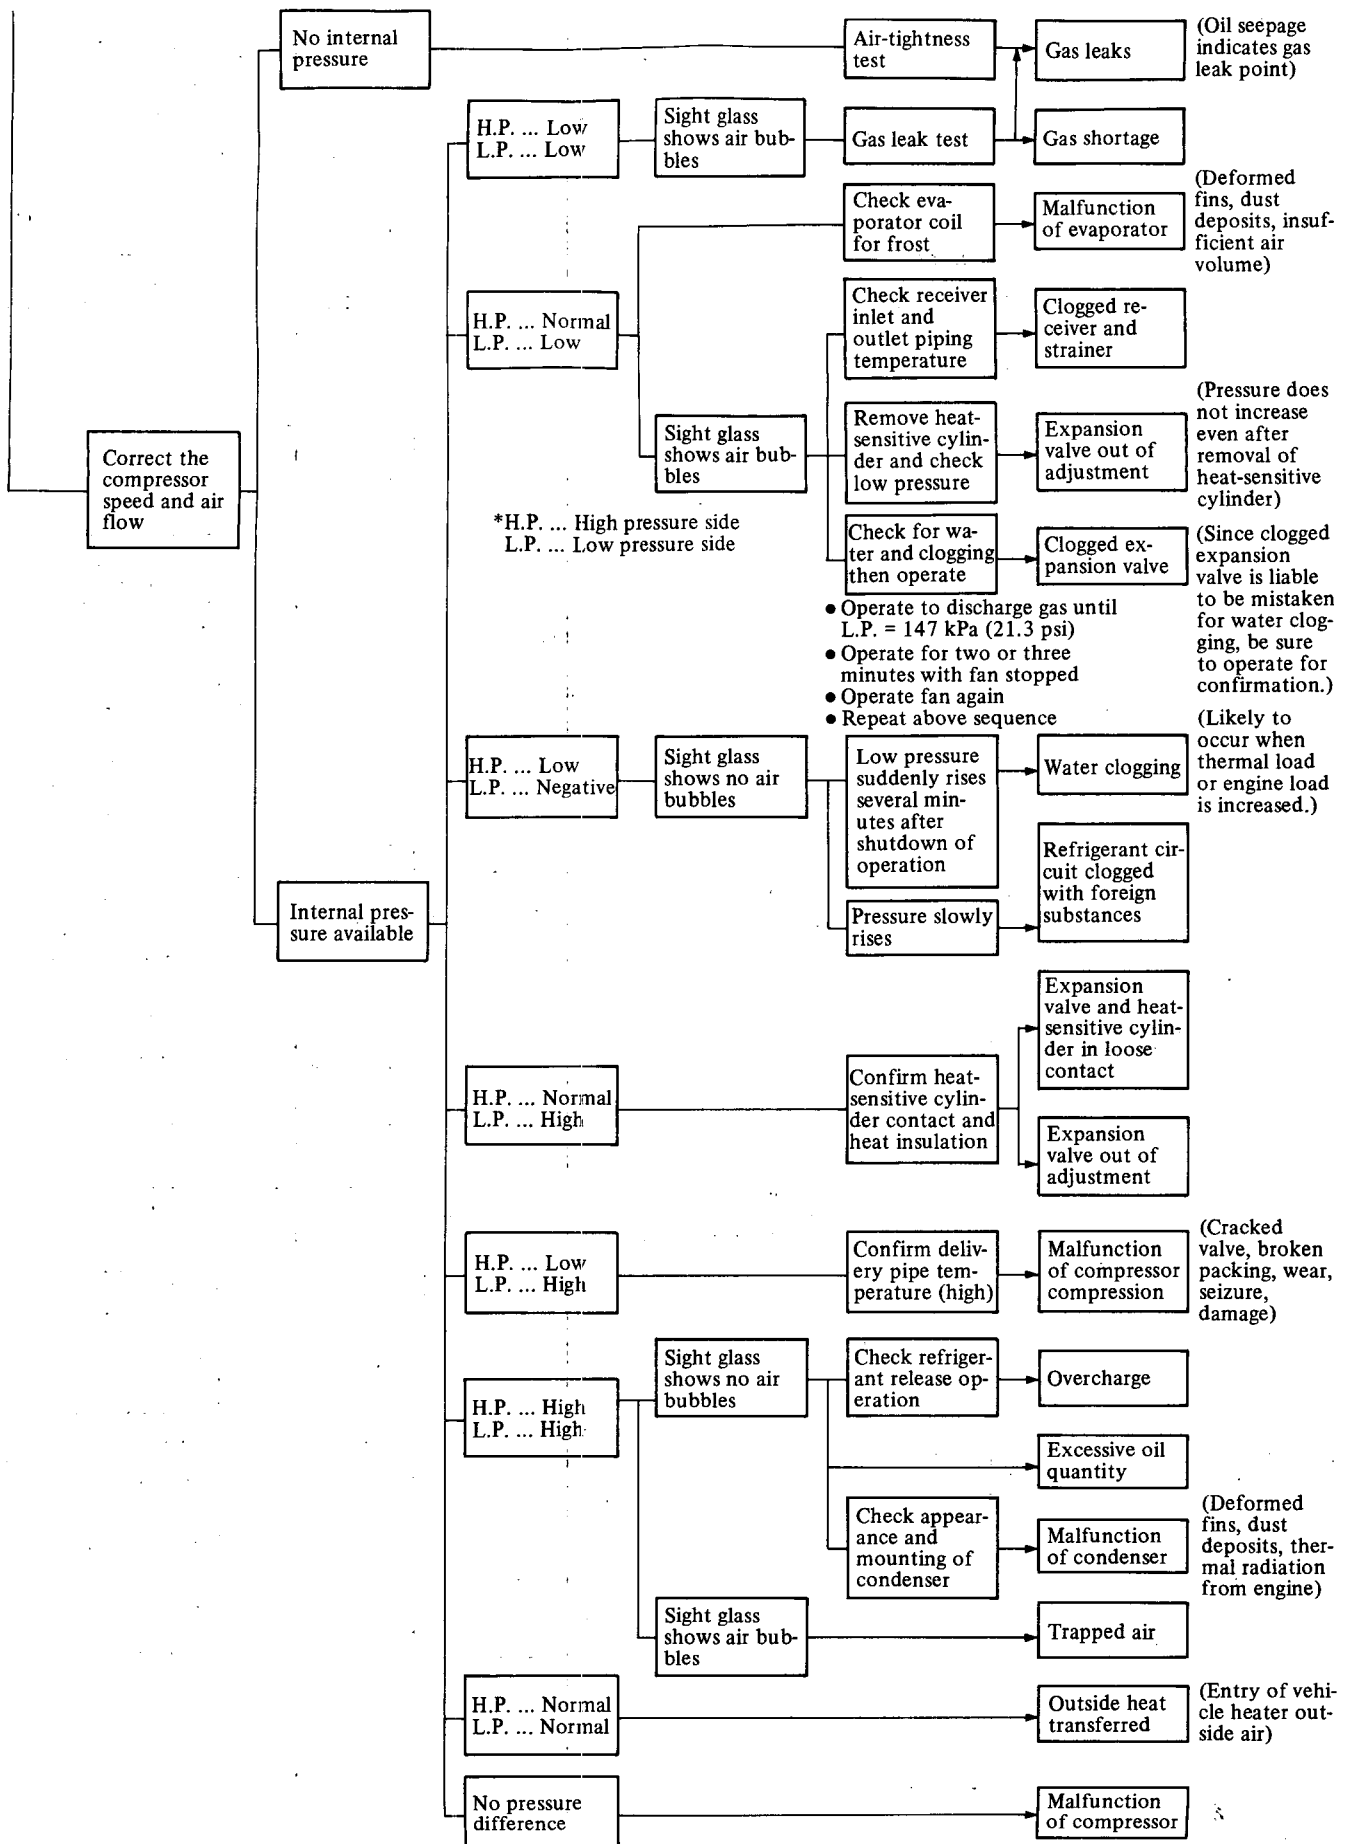 No internal
pressure
Air-tightness
test
Gas leaks
(Oil seepage
indicates gas
leak point)
H.P. ... Low
L.P. ... Low
Sight glass
shows air bub-
bles
Gas leak test
Gas shortage
Check eva-
porator coil
for frost
Malfunction
of evaporator
(Deformed
fins, dust
deposits, insuf-
ficient air
volume)
H.P. ... Normal
L.P. ... Low
Check receiver
inlet and
outlet piping
temperature
Clogged re-
ceiver and
strainer
Sight glass
shows air bub-
bles
Remove heat-
sensitive cylin-
der and check
low pressure
Expansion
valve out of
adjustment
(Pressure does
not increase
even after
removal of
heat-sensitive
cylinder)
Correct the
compressor
speed and air
flow
*H.P. ... High pressure side
L.P. ... Low pressure side
Check for wa-
ter and clogging
then operate
Clogged ex-
pansion valve
(Since clogged
expansion
valve is liable
to be mistaken
for water clog-
ging, be sure
to operate for
confirmation.)
● Operate to discharge gas until
L.P. = 147 kPa (21.3 psi)
● Operate for two or three
minutes with fan stopped
● Operate fan again
● Repeat above sequence
H.P. ... Low
L.P. ... Negative
Sight glass
shows no air
bubbles
Low pressure
suddenly rises
several min-
utes after
shutdown of
operation
Water clogging
(Likely to
occur when
thermal load
or engine load
is increased.)
Internal pres-
sure available
Pressure slowly
rises
Refrigerant cir-
cuit clogged
with foreign
substances
H.P. ... Normal
L.P. ... High
Confirm heat-
sensitive cylin-
der contact and
heat insulation
Expansion
valve and heat-
sensitive cylin-
der in loose
contact
Expansion
valve out of
adjustment
H.P. ... Low
L.P. ... High
Confirm deliv-
ery pipe tem-
perature (high)
Malfunction
of compressor
compression
(Cracked
valve, broken
packing, wear,
seizure,
damage)
H.P. ... High
L.P. ... High
Sight glass
shows no air
bubbles
Check refriger-
ant release op-
eration
Overcharge
Excessive oil
quantity
Check appear-
ance and
mounting of
condenser
Malfunction
of condenser
(Deformed
fins, dust
deposits, ther-
mal radiation
from engine)
Sight glass
shows air bub-
bles
Trapped air
H.P. ... Normal
L.P. ... Normal
Outside heat
transferred
(Entry of vehi-
cle heater out-
side air)
No pressure
difference
Malfunction
of compressor